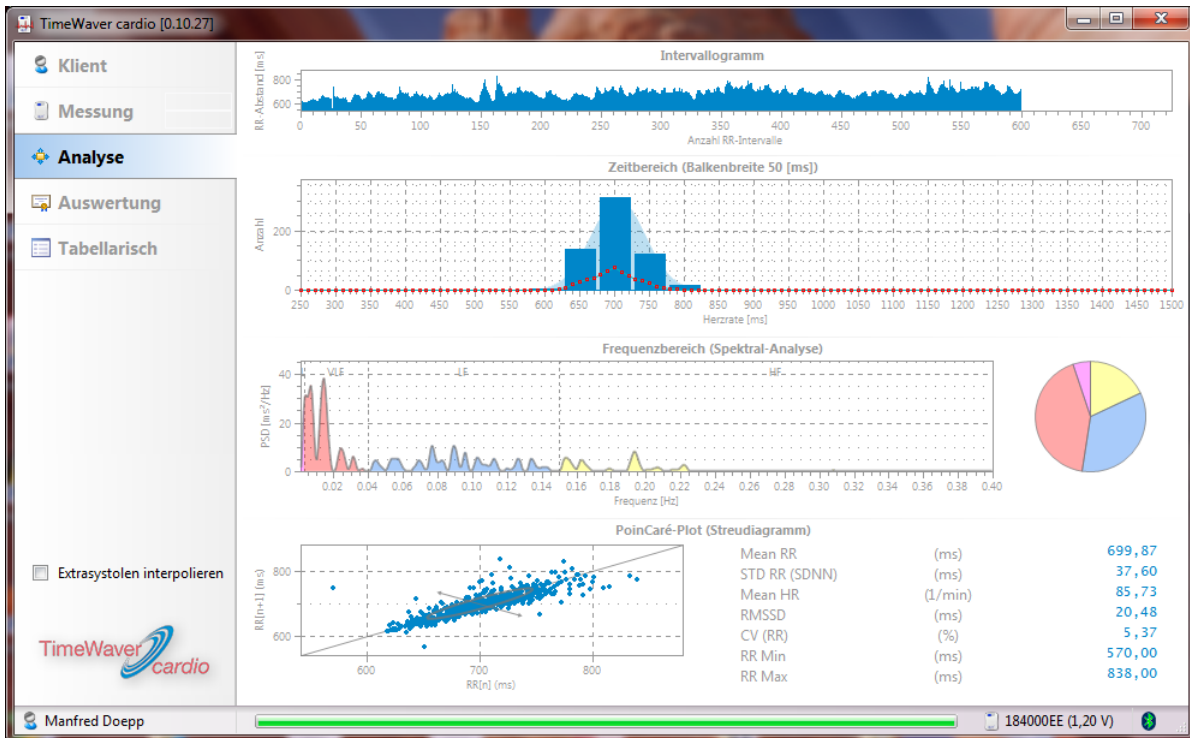 TimeWaver cardio [0.10.27]
Klient
Messung
Analyse
Auswertung
Tabellarisch
Extrasystolen interpolieren
TimeWaver
cardio
Intervallogramm
RR-Abstand [ms]
800
600
0 50 100 150 200 250 300 350 400 450 500 550 600 650 700
Anzahl RR-Intervalle
Zeitbereich (Balkenbreite 50 [ms])
Anzahl
200
0
250 300 350 400 450 500 550 600 650 700 750 800 850 900 950 1000 1050 1100 1150 1200 1250 1300 1350 1400 1450 1500
Herzrate [ms]
Frequenzbereich (Spektral-Analyse)
VLF LF HF
PSD [ms²/Hz]
40
20
0
0.02 0.04 0.06 0.08 0.10 0.12 0.14 0.16 0.18 0.20 0.22 0.24 0.26 0.28 0.30 0.32 0.34 0.36 0.38 0.40
Frequenz [Hz]
PoinCaré-Plot (Streudiagramm)
RR[n+1] (ms)
800
600
600 700 800
RR[n] (ms)
Mean RR (ms) 699,87
STD RR (SDNN) (ms) 37,60
Mean HR (1/min) 85,73
RMSSD (ms) 20,48
CV (RR) (%) 5,37
RR Min (ms) 570,00
RR Max (ms) 838,00
Manfred Doepp
184000EE (1,20 V)